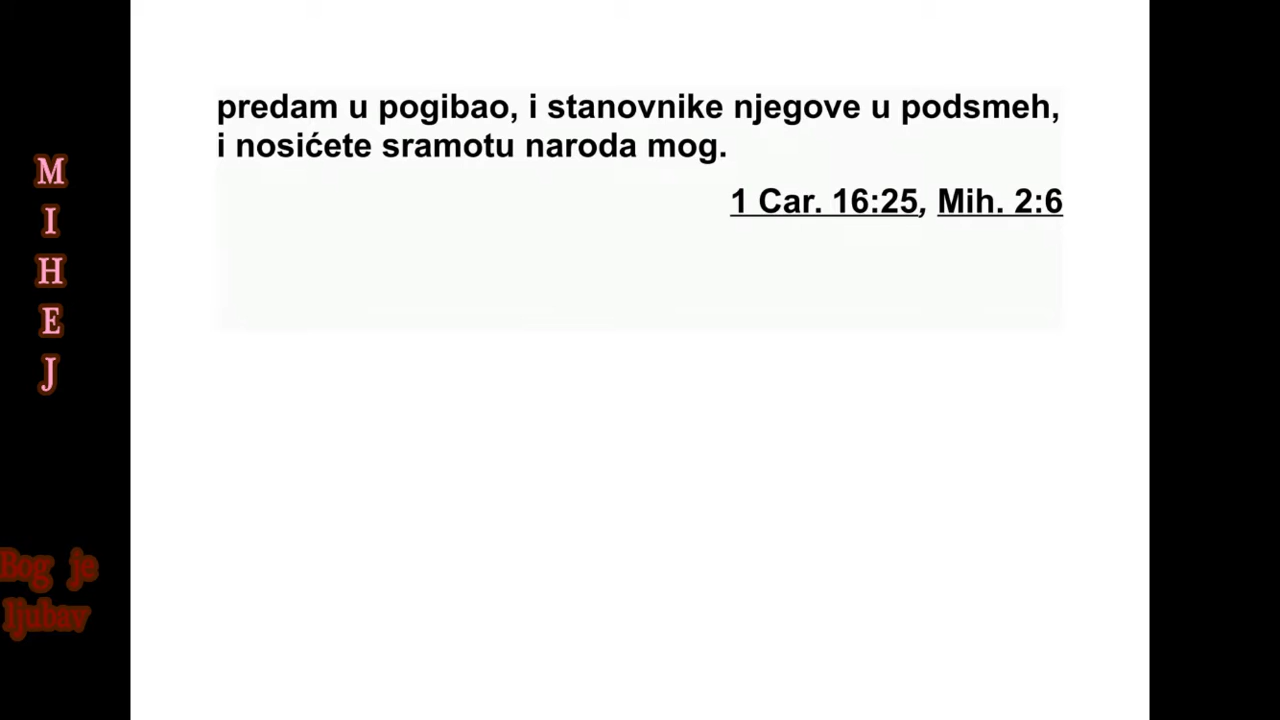 predam u pogibao, i stanovnike njegove u podsmeh,
i nosićete sramotu naroda mog.
1 Car. 16:25, Mih. 2:6
M
I
H
E
J
Bog je
ljubav